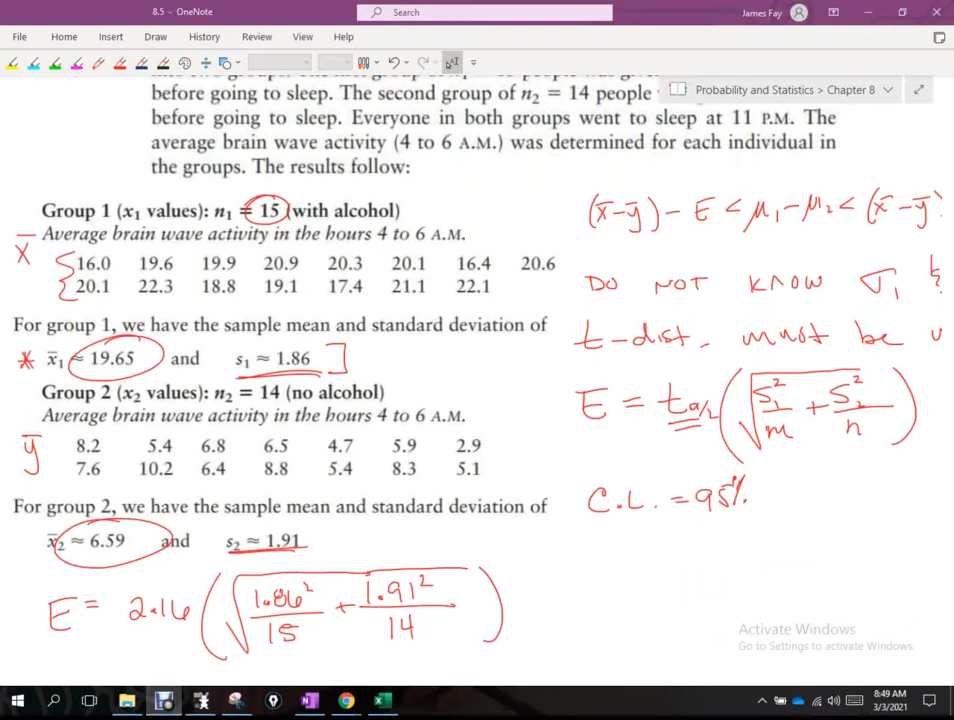 8.5 - OneNote
Search
James Fay
File Home Insert Draw History Review View Help
Probability and Statistics > Chapter 8
before going to sleep. The second group of n₂ = 14 people
before going to sleep. Everyone in both groups went to sleep at 11 P.M. The
average brain wave activity (4 to 6 A.M.) was determined for each individual in
the groups. The results follow:
Group 1 (x₁ values): n₁ = 15 (with alcohol)
Average brain wave activity in the hours 4 to 6 A.M.
x̄
16.0 19.6 19.9 20.9 20.3 20.1 16.4 20.6
20.1 22.3 18.8 19.1 17.4 21.1 22.1
For group 1, we have the sample mean and standard deviation of
* x̄₁ ≈ 19.65 and s₁ ≈ 1.86 ]
Group 2 (x₂ values): n₂ = 14 (no alcohol)
Average brain wave activity in the hours 4 to 6 A.M.
ȳ
8.2 5.4 6.8 6.5 4.7 5.9 2.9
7.6 10.2 6.4 8.8 5.4 8.3 5.1
For group 2, we have the sample mean and standard deviation of
x̄₂ ≈ 6.59 and s₂ ≈ 1.91
E = 2.16 (√(1.86²/15 + 1.91²/14))
(x̄-ȳ) - E < μ₁ - μ₂ < (x̄-ȳ)
DO NOT KNOW σ₁ &
t-dist. must be
E = t a/2 (√(S₁²/m + S₂²/n))
C.L. = 95%
Activate Windows
Go to Settings to activate Windows.
8:49 AM
3/3/2021